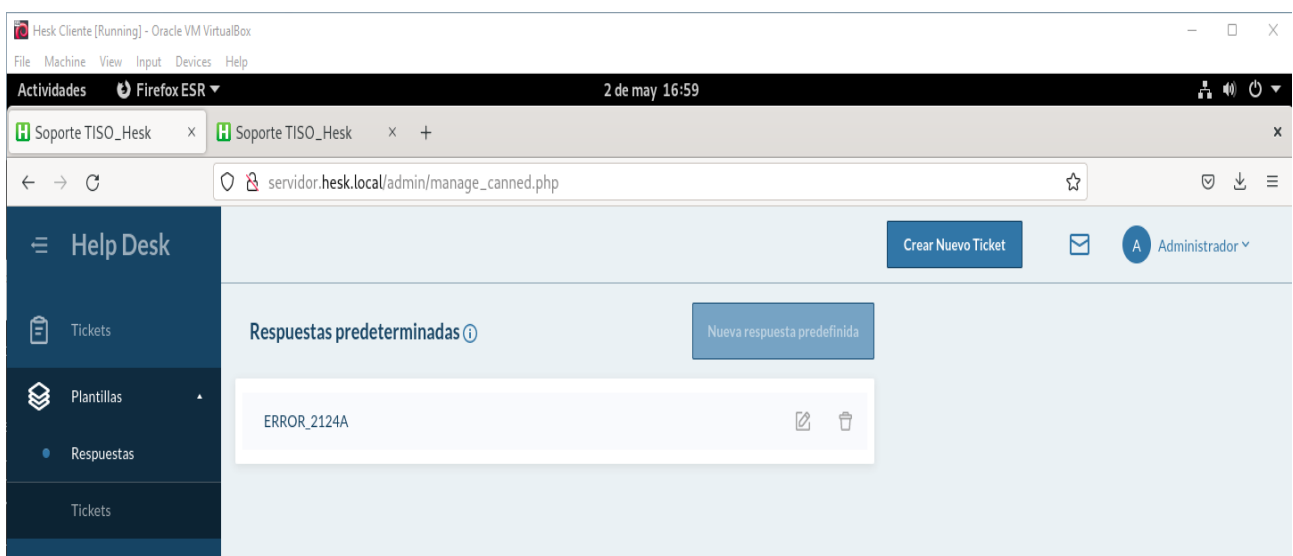 Hesk Cliente [Running] - Oracle VM VirtualBox
File Machine View Input Devices Help
Actividades Firefox ESR 2 de may 16:59
Soporte TISO_Hesk Soporte TISO_Hesk
servidor.hesk.local/admin/manage_canned.php
Help Desk Crear Nuevo Ticket A Administrador
Tickets Respuestas predeterminadas Nueva respuesta predefinida
Plantillas
ERROR_2124A
Respuestas
Tickets